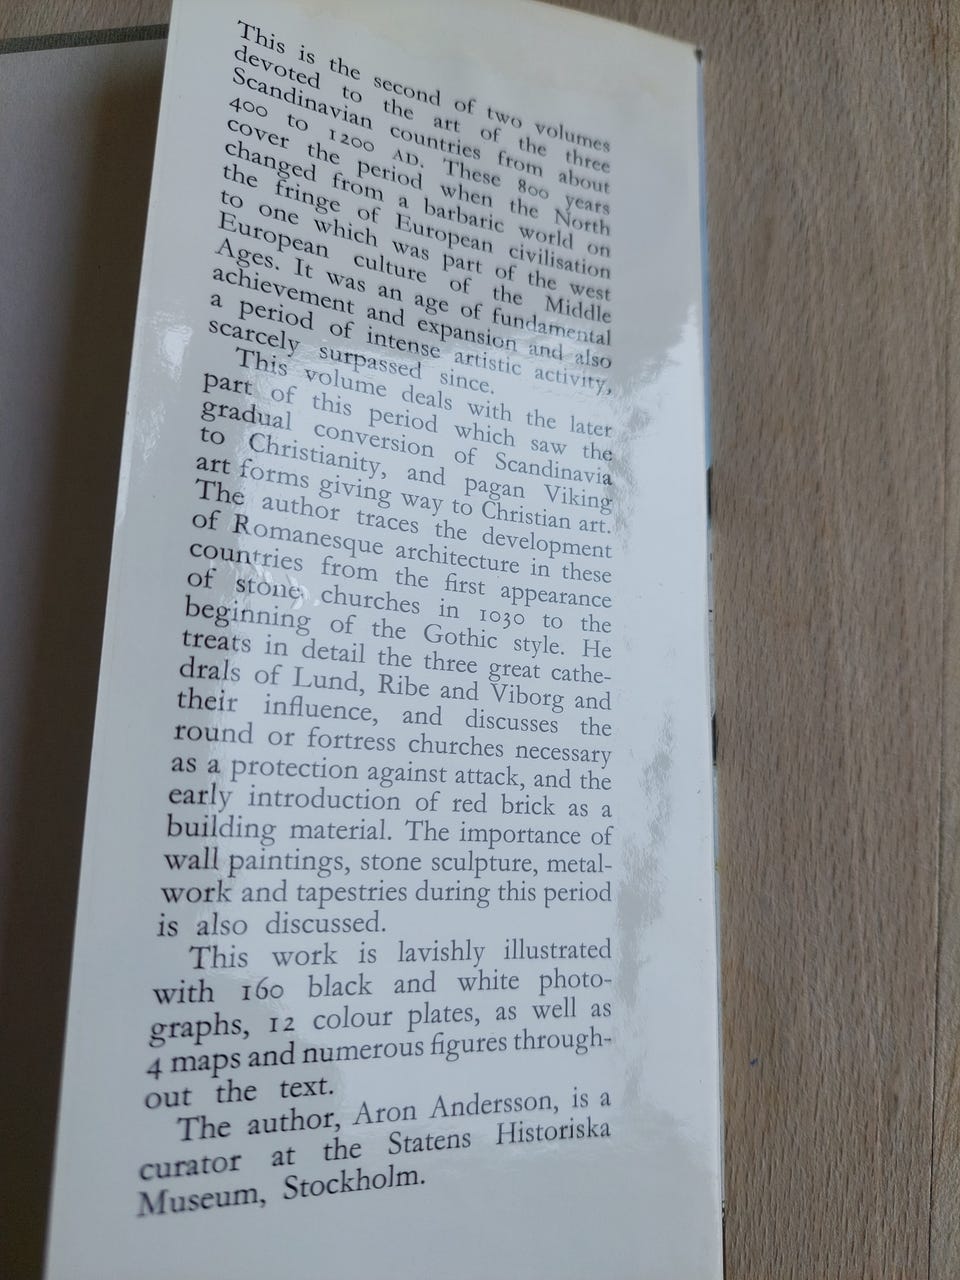 This is the second of two volumes
devoted to the art of the three
Scandinavian countries from about
400 to 1200 AD. These 800 years
cover the period when the North
changed from a barbaric world on
the fringe of European civilisation
to one which was part of the west
European culture of the Middle
Ages. It was an age of fundamental
achievement and expansion and also
a period of intense artistic activity,
scarcely surpassed since.
This volume deals with the later
part of this period which saw the
gradual conversion of Scandinavia
to Christianity, and pagan Viking
art forms giving way to Christian art.
The author traces the development
of Romanesque architecture in these
countries from the first appearance
of stone churches in 1030 to the
beginning of the Gothic style. He
treats in detail the three great cathe-
drals of Lund, Ribe and Viborg and
their influence, and discusses the
round or fortress churches necessary
as a protection against attack, and the
early introduction of red brick as a
building material. The importance of
wall paintings, stone sculpture, metal-
work and tapestries during this period
is also discussed.
This work is lavishly illustrated
with 160 black and white photo-
graphs, 12 colour plates, as well as
4 maps and numerous figures through-
out the text.
The author, Aron Andersson, is a
curator at the Statens Historiska
Museum, Stockholm.